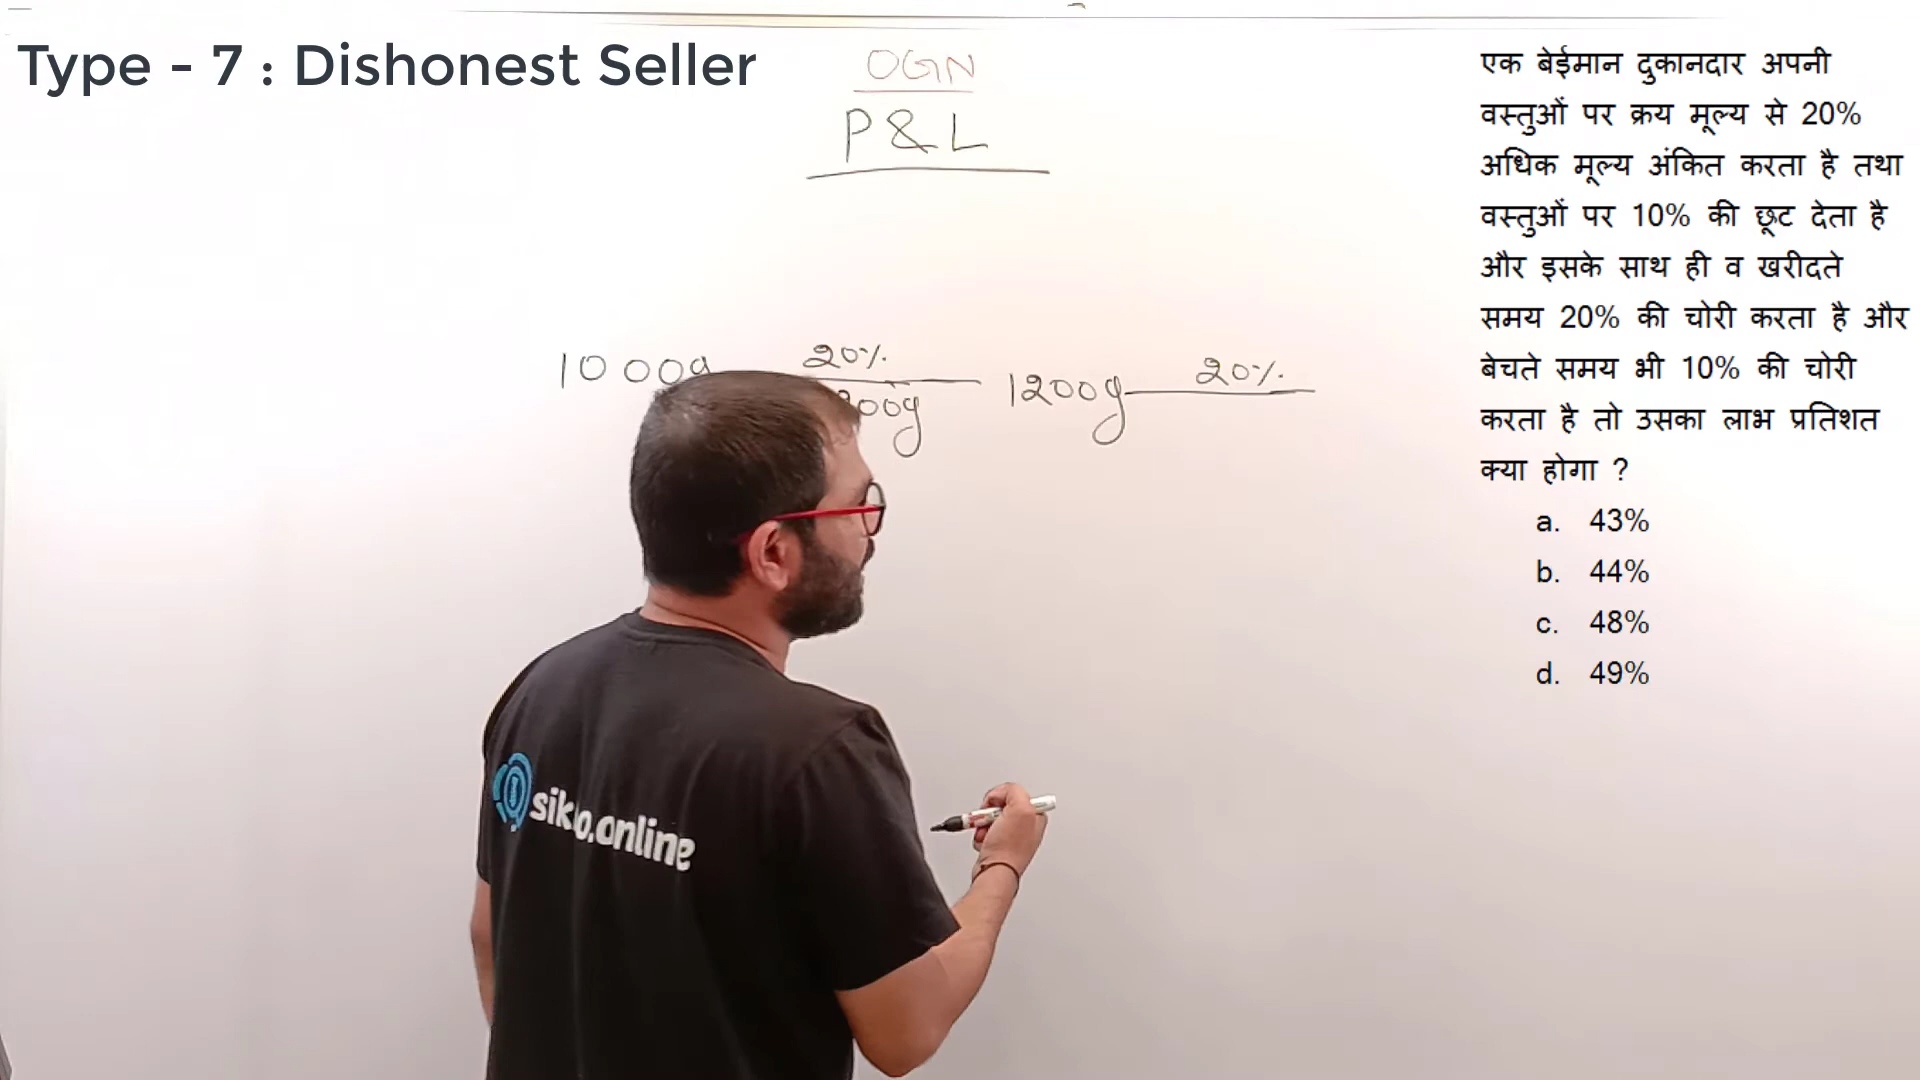 Type - 7 : Dishonest Seller
OGN
P & L
एक बेईमान दुकानदार अपनी
वस्तुओं पर क्रय मूल्य से 20%
अधिक मूल्य अंकित करता है तथा
वस्तुओं पर 10% की छूट देता है
और इसके साथ ही व खरीदते
समय 20% की चोरी करता है और
बेचते समय भी 10% की चोरी
करता है तो उसका लाभ प्रतिशत
क्या होगा ?
a. 43%
b. 44%
c. 48%
d. 49%
1000g 20% 1200g 20%
.online